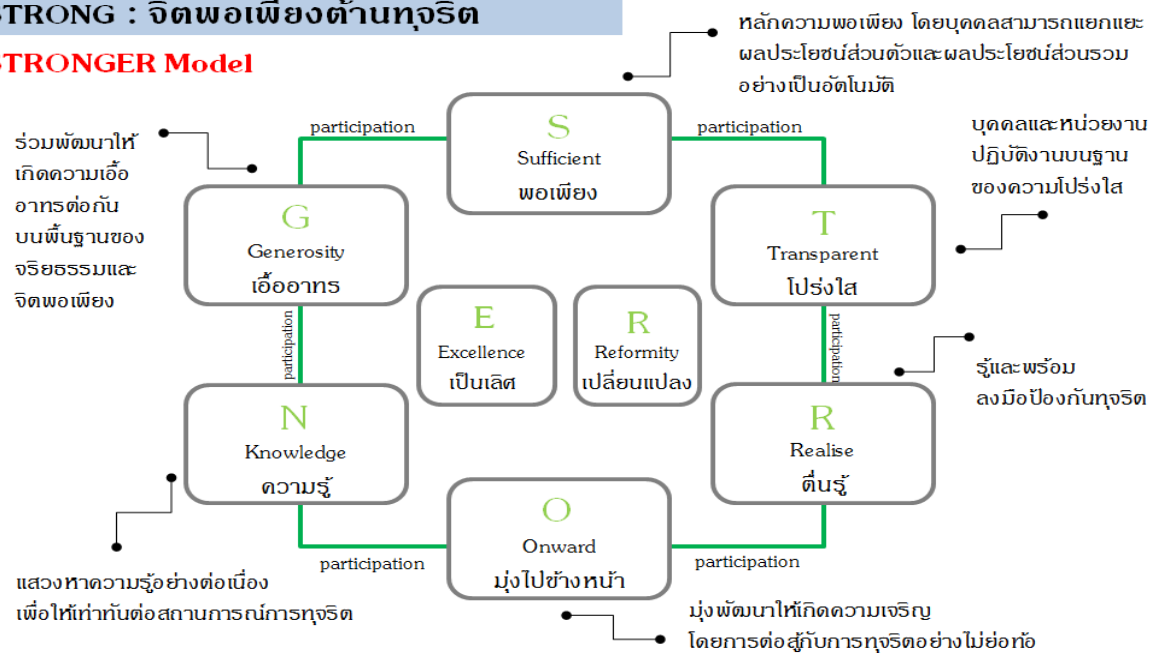 STRONG : จิตพอเพียงต้านทุจริต
STRONGER Model
หลักความพอเพียง โดยบุคคลสามารถแยกแยะ
ผลประโยชน์ส่วนตัวและผลประโยชน์ส่วนรวม
อย่างเป็นอัตโนมัติ
participation
S
Sufficient
พอเพียง
participation
ร่วมพัฒนาให้
เกิดความเอื้อ
อาทรต่อกัน
บนพื้นฐานของ
จริยธรรมและ
จิตพอเพียง
บุคคลและหน่วยงาน
ปฏิบัติงานบนฐาน
ของความโปร่งใส
G
Generosity
เอื้ออาทร
T
Transparent
โปร่งใส
E
Excellence
เป็นเลิศ
R
Reformity
เปลี่ยนแปลง
participation
participation
รู้และพร้อม
ลงมือป้องกันทุจริต
N
Knowledge
ความรู้
R
Realise
ตื่นรู้
O
Onward
มุ่งไปข้างหน้า
participation
participation
แสวงหาความรู้อย่างต่อเนื่อง
เพื่อให้เท่าทันต่อสถานการณ์การทุจริต
มุ่งพัฒนาให้เกิดความเจริญ
โดยการต่อสู้กับการทุจริตอย่างไม่ย่อท้อ